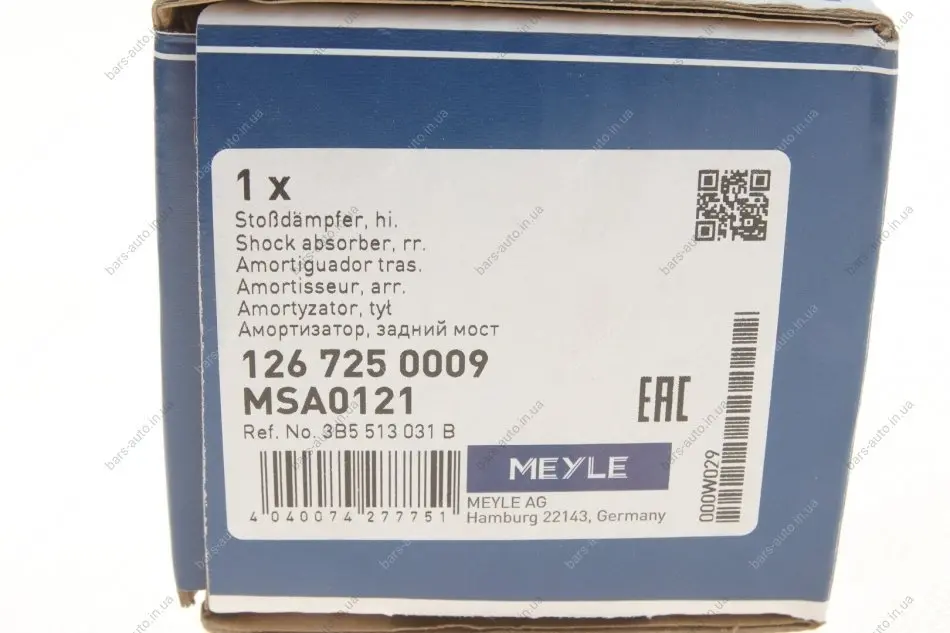 1 x
Stoßdämpfer, hi.
Shock absorber, rr.
Amortiguador tras.
Amortisseur, arr.
Amortyzator, tył
Амортизатор, задний мост
126 725 0009
MSA0121
Ref. No. 3B5 513 031 B
EAC
MEYLE
MEYLE AG
Hamburg 22143, Germany
4 040074 277751
000W029
bars-auto.in.ua